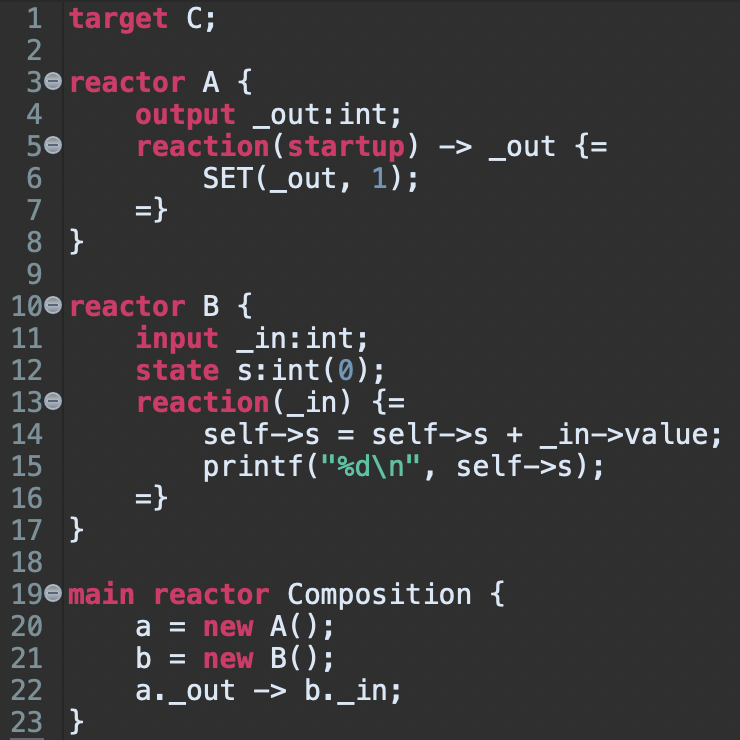 1 target C;
2
3 reactor A {
4     output _out:int;
5     reaction(startup) -> _out {=
6         SET(_out, 1);
7     =}
8 }
9
10 reactor B {
11     input _in:int;
12     state s:int(0);
13     reaction(_in) {=
14         self->s = self->s + _in->value;
15         printf("%d\n", self->s);
16     =}
17 }
18
19 main reactor Composition {
20     a = new A();
21     b = new B();
22     a._out -> b._in;
23 }